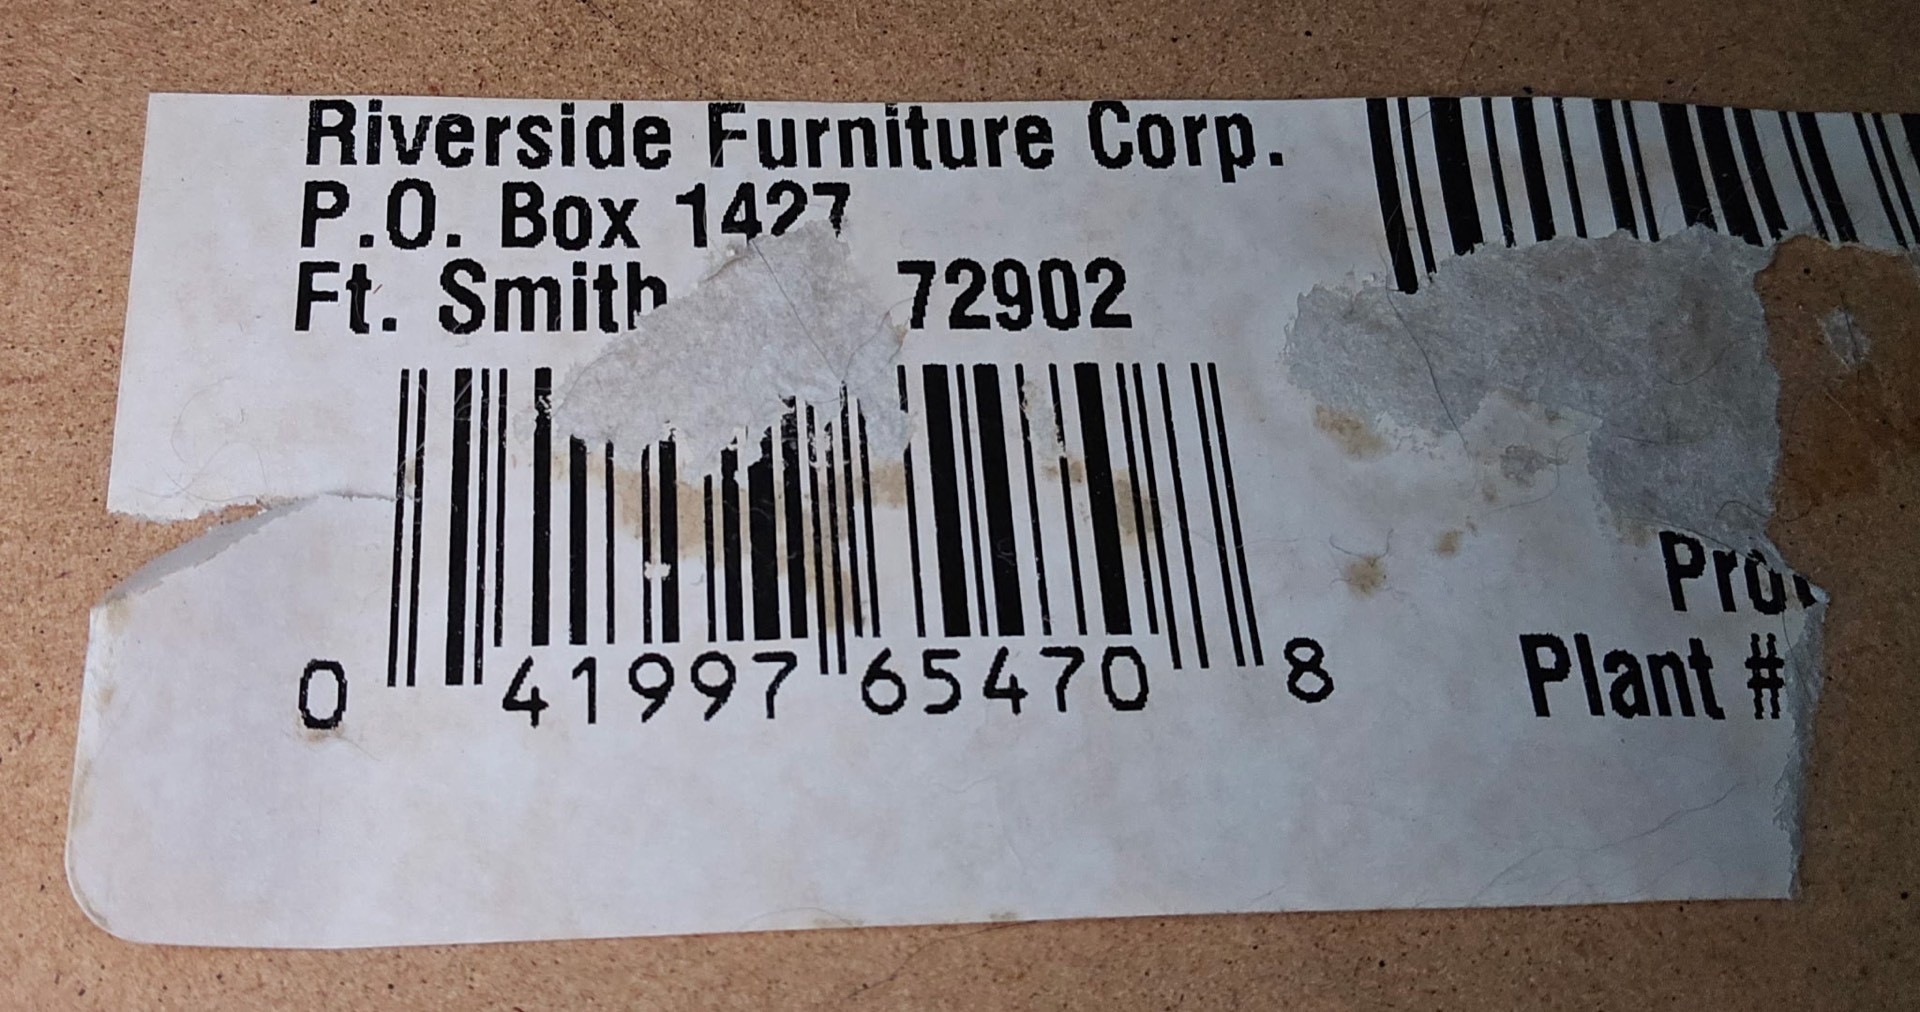 Riverside Furniture Corp.
P.O. Box 1427
Ft. Smith 72902
0 41997 65470 8
Plant #